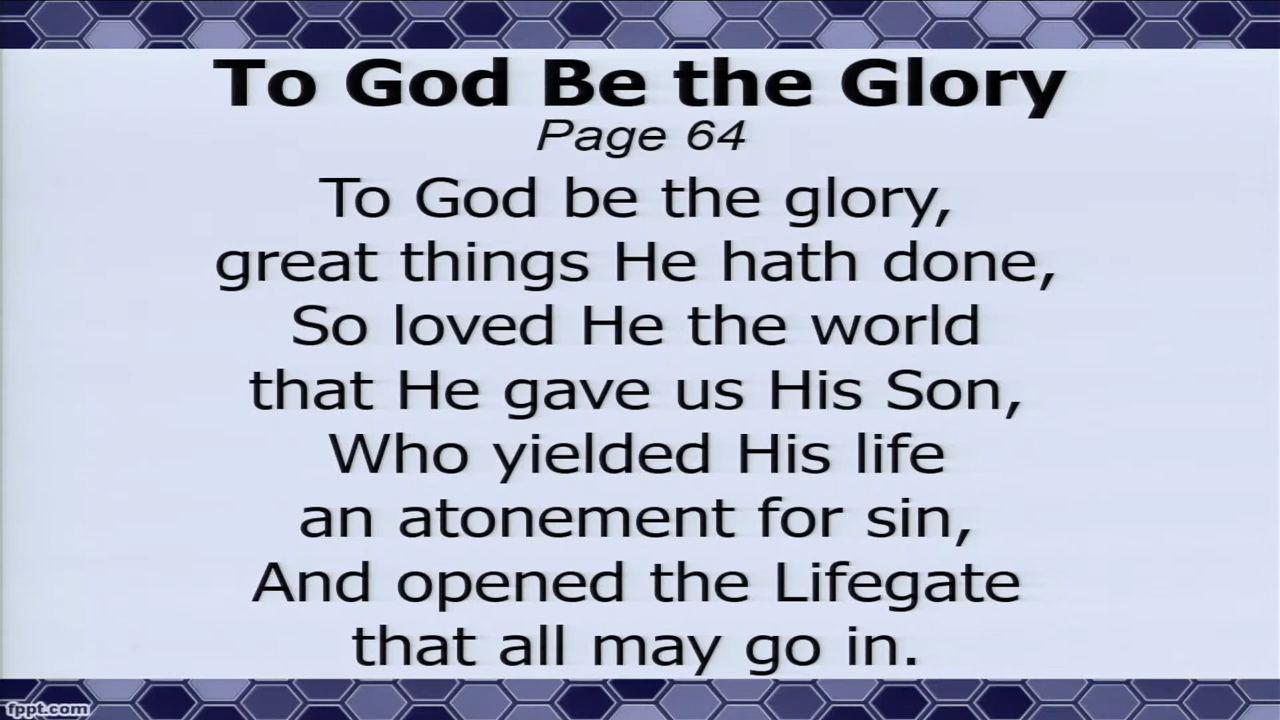 To God Be the Glory
Page 64
To God be the glory,
great things He hath done,
So loved He the world
that He gave us His Son,
Who yielded His life
an atonement for sin,
And opened the Lifegate
that all may go in.
fppt.com